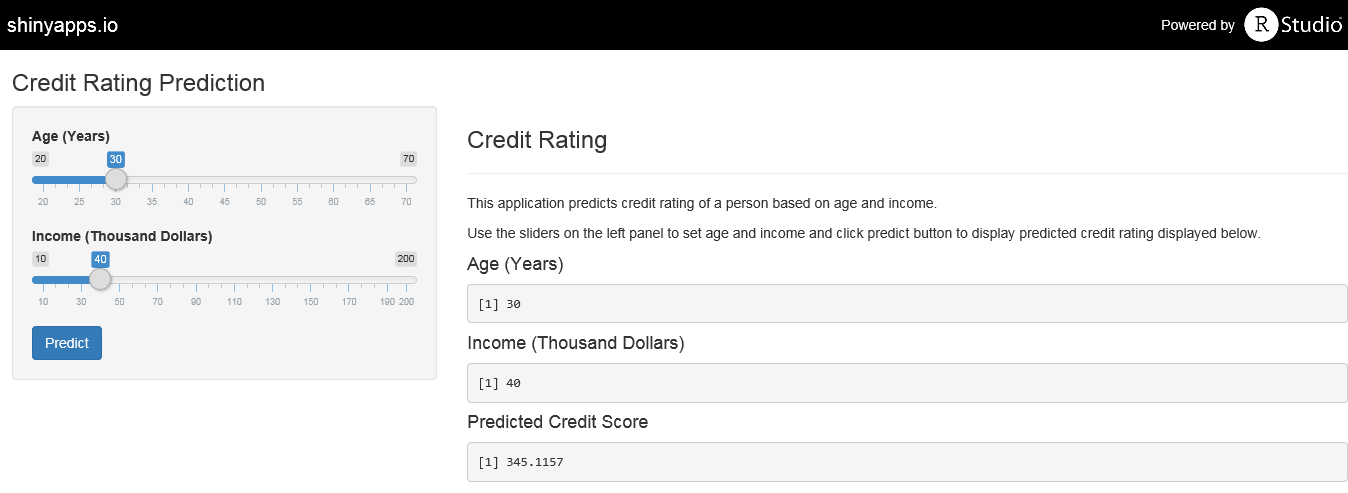 shinyapps.io
Powered by R Studio
Credit Rating Prediction
Age (Years)
20 30 70
20 25 30 35 40 45 50 55 60 65 70
Income (Thousand Dollars)
10 40 200
10 30 50 70 90 110 130 150 170 190 200
Predict
Credit Rating
This application predicts credit rating of a person based on age and income.
Use the sliders on the left panel to set age and income and click predict button to display predicted credit rating displayed below.
Age (Years)
[1] 30
Income (Thousand Dollars)
[1] 40
Predicted Credit Score
[1] 345.1157